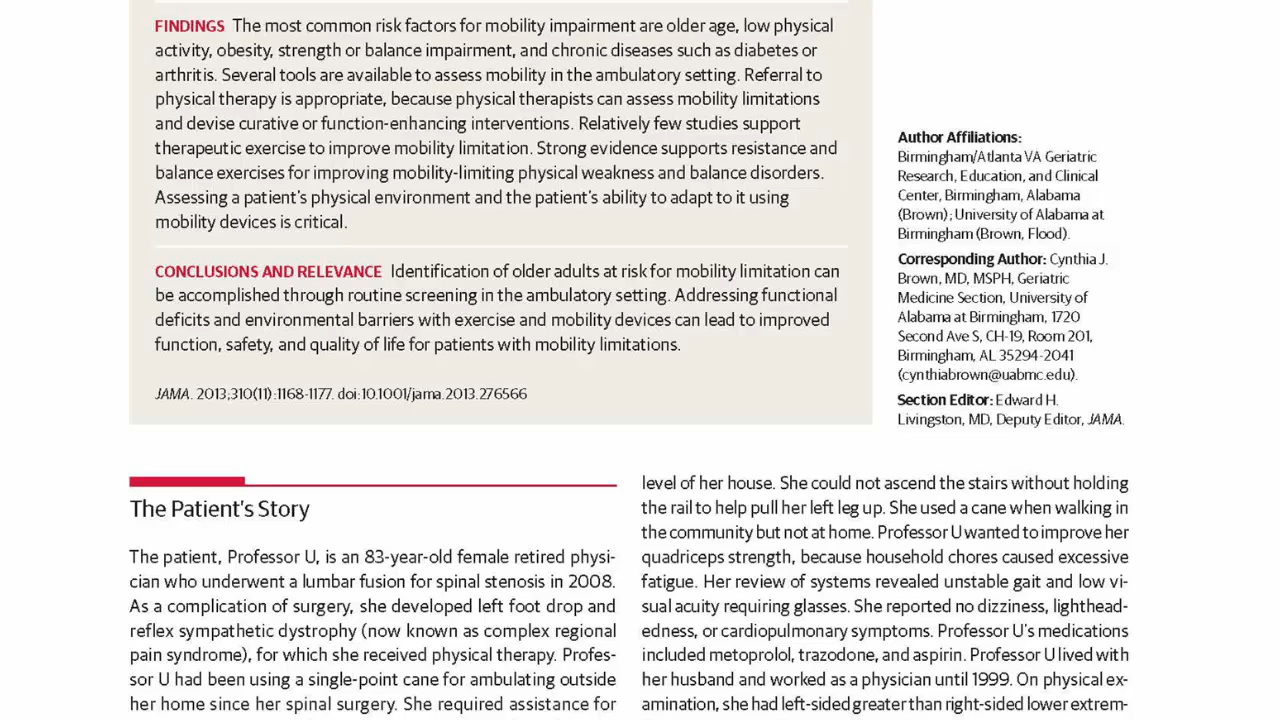 FINDINGS The most common risk factors for mobility impairment are older age, low physical
activity, obesity, strength or balance impairment, and chronic diseases such as diabetes or
arthritis. Several tools are available to assess mobility in the ambulatory setting. Referral to
physical therapy is appropriate, because physical therapists can assess mobility limitations
and devise curative or function-enhancing interventions. Relatively few studies support
therapeutic exercise to improve mobility limitation. Strong evidence supports resistance and
balance exercises for improving mobility-limiting physical weakness and balance disorders.
Assessing a patient's physical environment and the patient's ability to adapt to it using
mobility devices is critical.
CONCLUSIONS AND RELEVANCE Identification of older adults at risk for mobility limitation can
be accomplished through routine screening in the ambulatory setting. Addressing functional
deficits and environmental barriers with exercise and mobility devices can lead to improved
function, safety, and quality of life for patients with mobility limitations.
JAMA. 2013;310(11):1168-1177. doi:10.1001/jama.2013.276566
Author Affiliations:
Birmingham/Atlanta VA Geriatric
Research, Education, and Clinical
Center, Birmingham, Alabama
(Brown); University of Alabama at
Birmingham (Brown, Flood).
Corresponding Author: Cynthia J.
Brown, MD, MSPH, Geriatric
Medicine Section, University of
Alabama at Birmingham, 1720
Second Ave S, CH-19, Room 201,
Birmingham, AL 35294-2041
(cynthiabrown@uabmc.edu).
Section Editor: Edward H.
Livingston, MD, Deputy Editor, JAMA.
The Patient's Story
The patient, Professor U, is an 83-year-old female retired physi-
cian who underwent a lumbar fusion for spinal stenosis in 2008.
As a complication of surgery, she developed left foot drop and
reflex sympathetic dystrophy (now known as complex regional
pain syndrome), for which she received physical therapy. Profes-
sor U had been using a single-point cane for ambulating outside
her home since her spinal surgery. She required assistance for
level of her house. She could not ascend the stairs without holding
the rail to help pull her left leg up. She used a cane when walking in
the community but not at home. Professor U wanted to improve her
quadriceps strength, because household chores caused excessive
fatigue. Her review of systems revealed unstable gait and low vi-
sual acuity requiring glasses. She reported no dizziness, lighthead-
edness, or cardiopulmonary symptoms. Professor U's medications
included metoprolol, trazodone, and aspirin. Professor U lived with
her husband and worked as a physician until 1999. On physical ex-
amination, she had left-sided greater than right-sided lower extrem-